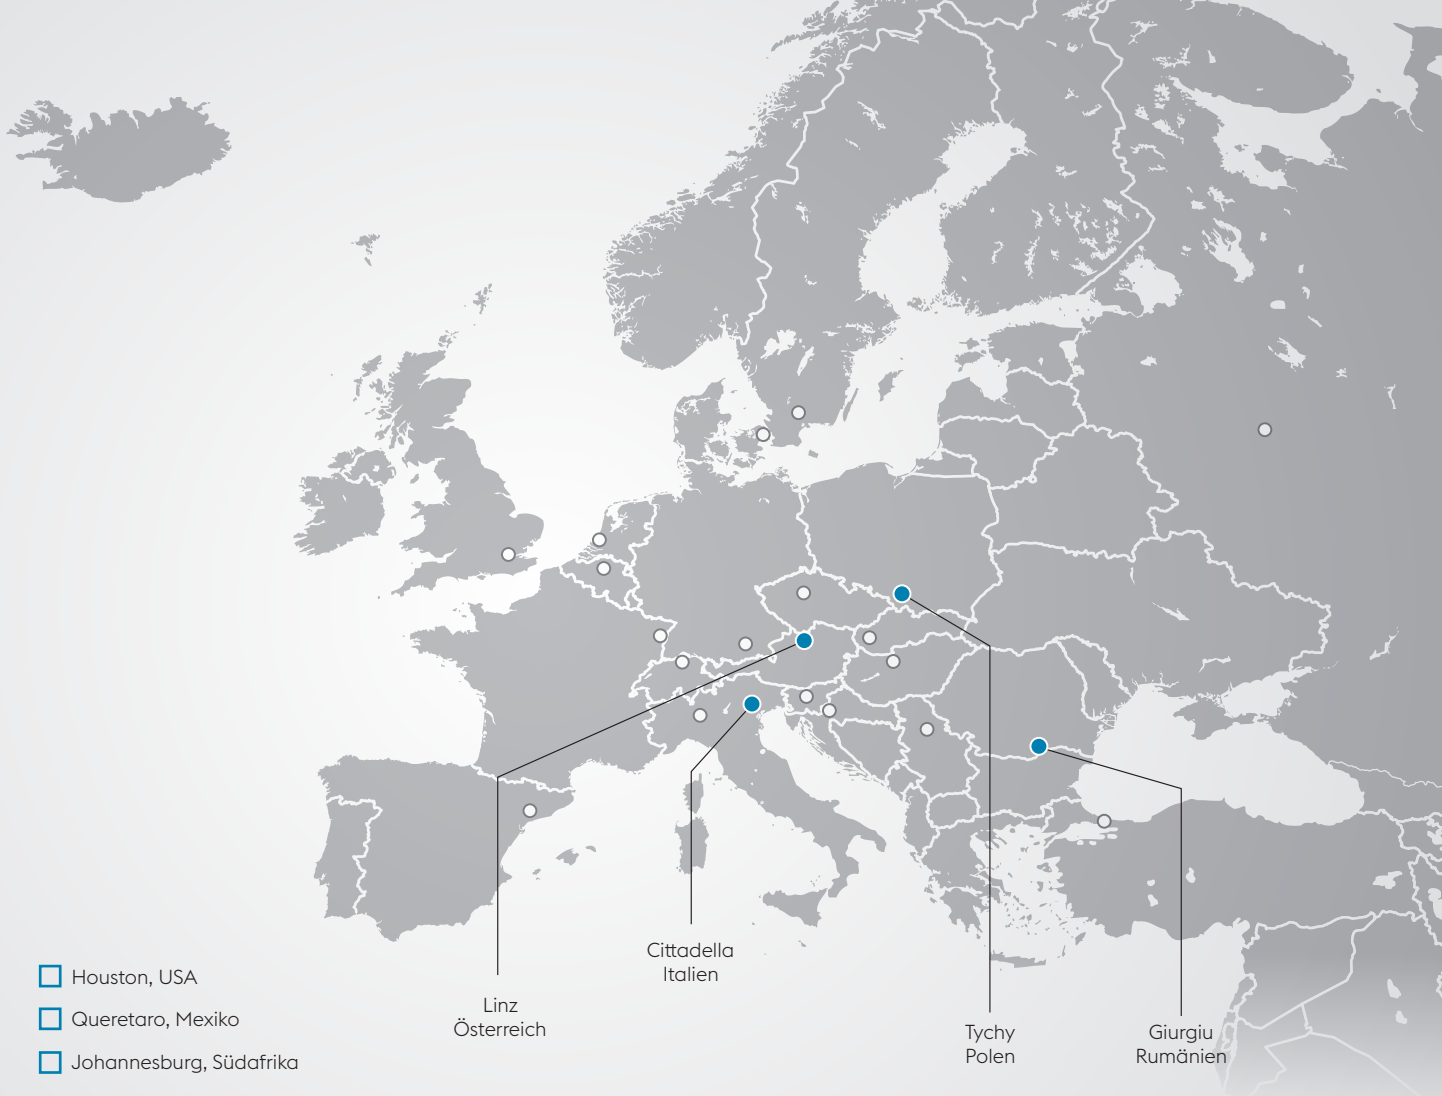 Cittadella
Italien
Linz
Österreich
Tychy
Polen
Giurgiu
Rumänien
Houston, USA
Queretaro, Mexiko
Johannesburg, Südafrika